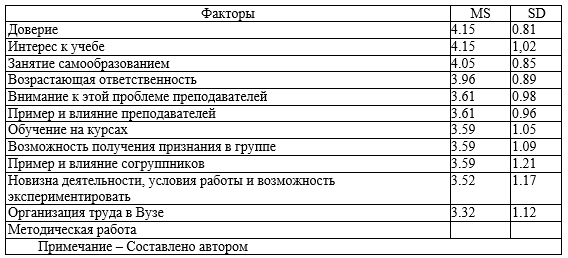 Факторы MS SD
Доверие 4.15 0.81
Интерес к учебе 4.15 1,02
Занятие самообразованием 4.05 0.85
Возрастающая ответственность 3.96 0.89
Внимание к этой проблеме преподавателей 3.61 0.98
Пример и влияние преподавателей 3.61 0.96
Обучение на курсах 3.59 1.05
Возможность получения признания в группе 3.59 1.09
Пример и влияние согруппников 3.59 1.21
Новизна деятельности, условия работы и возможность 3.52 1.17
экспериментировать
Организация труда в Вузе 3.32 1.12
Методическая работа
Примечание – Составлено автором